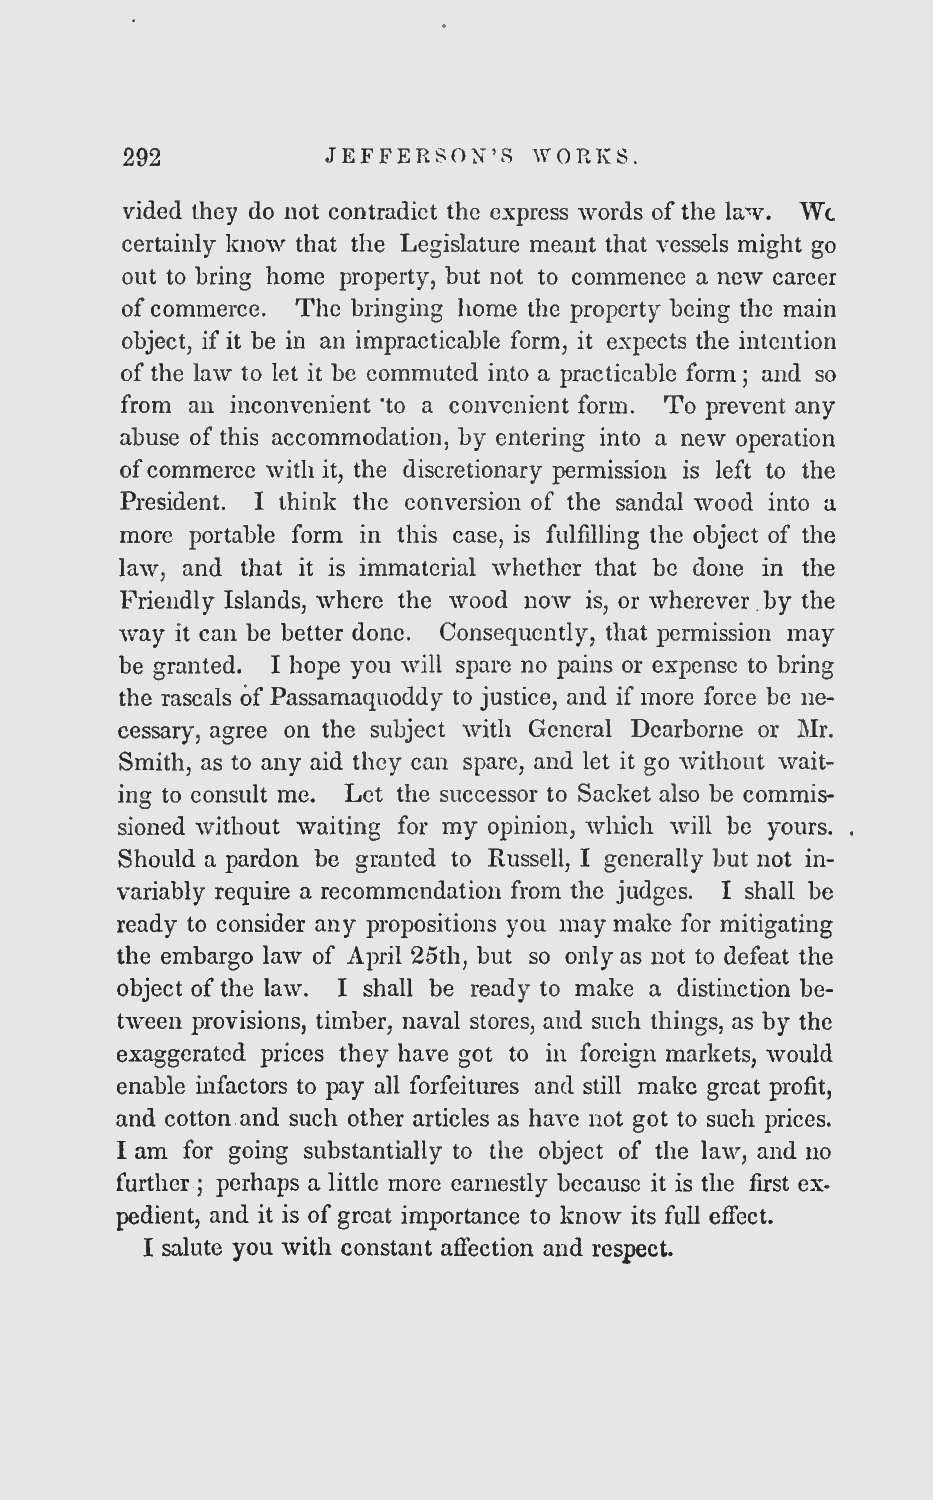 292 JEFFERSON'S WORKS.
vided they do not contradict the express words of the law. We
certainly know that the Legislature meant that vessels might go
out to bring home property, but not to commence a new career
of commerce. The bringing home the property being the main
object, if it be in an impracticable form, it expects the intention
of the law to let it be commuted into a practicable form; and so
from an inconvenient to a convenient form. To prevent any
abuse of this accommodation, by entering into a new operation
of commerce with it, the discretionary permission is left to the
President. I think the conversion of the sandal wood into a
more portable form in this case, is fulfilling the object of the
law, and that it is immaterial whether that be done in the
Friendly Islands, where the wood now is, or wherever by the
way it can be better done. Consequently, that permission may
be granted. I hope you will spare no pains or expense to bring
the rascals of Passamaquoddy to justice, and if more force be ne-
cessary, agree on the subject with General Dearborne or Mr.
Smith, as to any aid they can spare, and let it go without wait-
ing to consult me. Let the successor to Sacket also be commis-
sioned without waiting for my opinion, which will be yours.
Should a pardon be granted to Russell, I generally but not in-
variably require a recommendation from the judges. I shall be
ready to consider any propositions you may make for mitigating
the embargo law of April 25th, but so only as not to defeat the
object of the law. I shall be ready to make a distinction be-
tween provisions, timber, naval stores, and such things, as by the
exaggerated prices they have got to in foreign markets, would
enable infactors to pay all forfeitures and still make great profit,
and cotton and such other articles as have not got to such prices.
I am for going substantially to the object of the law, and no
further; perhaps a little more earnestly because it is the first ex-
pedient, and it is of great importance to know its full effect.
I salute you with constant affection and respect.